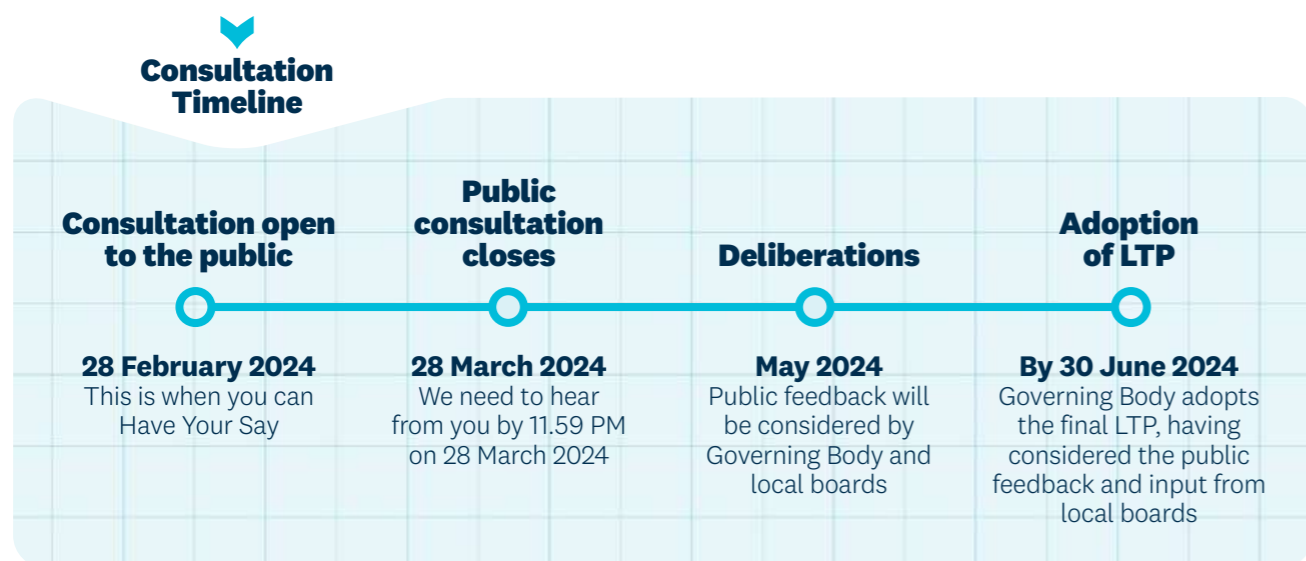 Consultation
Timeline
Consultation open
to the public
28 February 2024
This is when you can
Have Your Say
Public
consultation
closes
28 March 2024
We need to hear
from you by 11.59 PM
on 28 March 2024
Deliberations
May 2024
Public feedback will
be considered by
Governing Body and
local boards
Adoption
of LTP
By 30 June 2024
Governing Body adopts
the final LTP, having
considered the public
feedback and input from
local boards